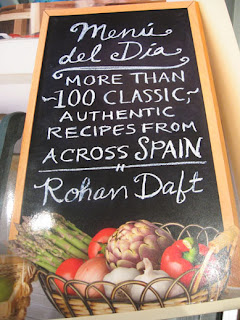 Menú
del Día
MORE THAN
~100 CLASSIC,~
AUTHENTIC
RECIPES FROM
ACROSS SPAIN
Rohan Daft